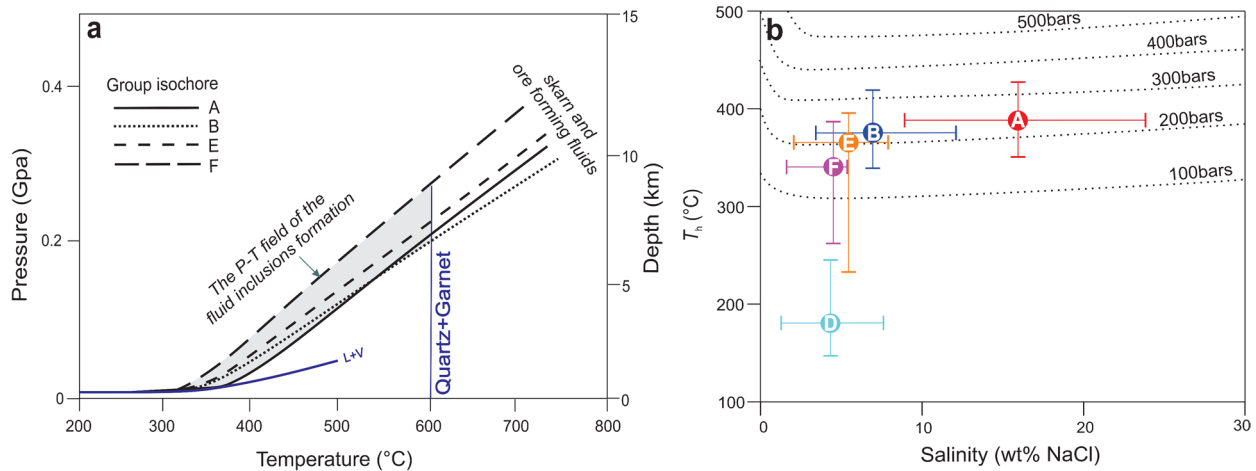 a
Group isochore
A
B
E
F
skarn and
ore forming fluids
The P-T field of the
fluid inclusions formation
L+V
Quartz+Garnet
Pressure (Gpa)
0.4
0.2
0
15
10
5
0
Depth (km)
200
300
400
500
600
700
800
Temperature (°C)
b
500bars
400bars
300bars
200bars
100bars
A
B
E
F
D
Th (°C)
500
400
300
200
100
0
10
20
30
Salinity (wt% NaCl)